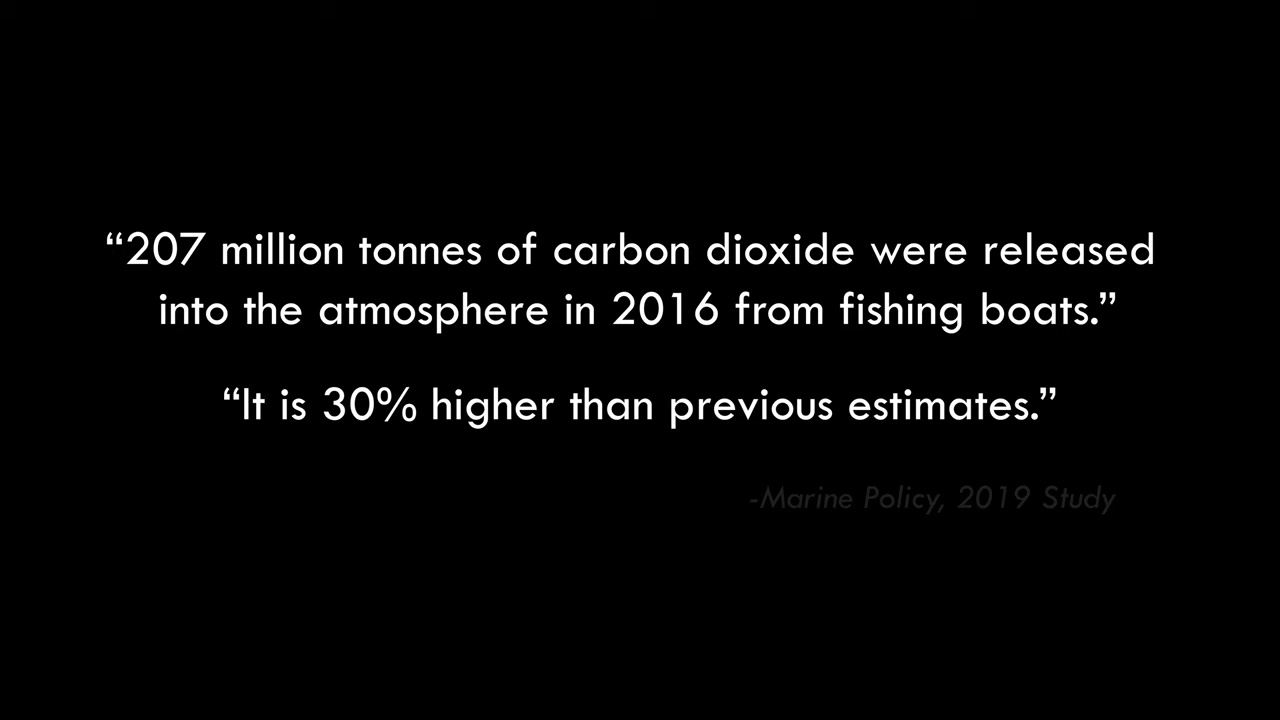 “207 million tonnes of carbon dioxide were released
into the atmosphere in 2016 from fishing boats.”
“It is 30% higher than previous estimates.”
-Marine Policy, 2019 Study